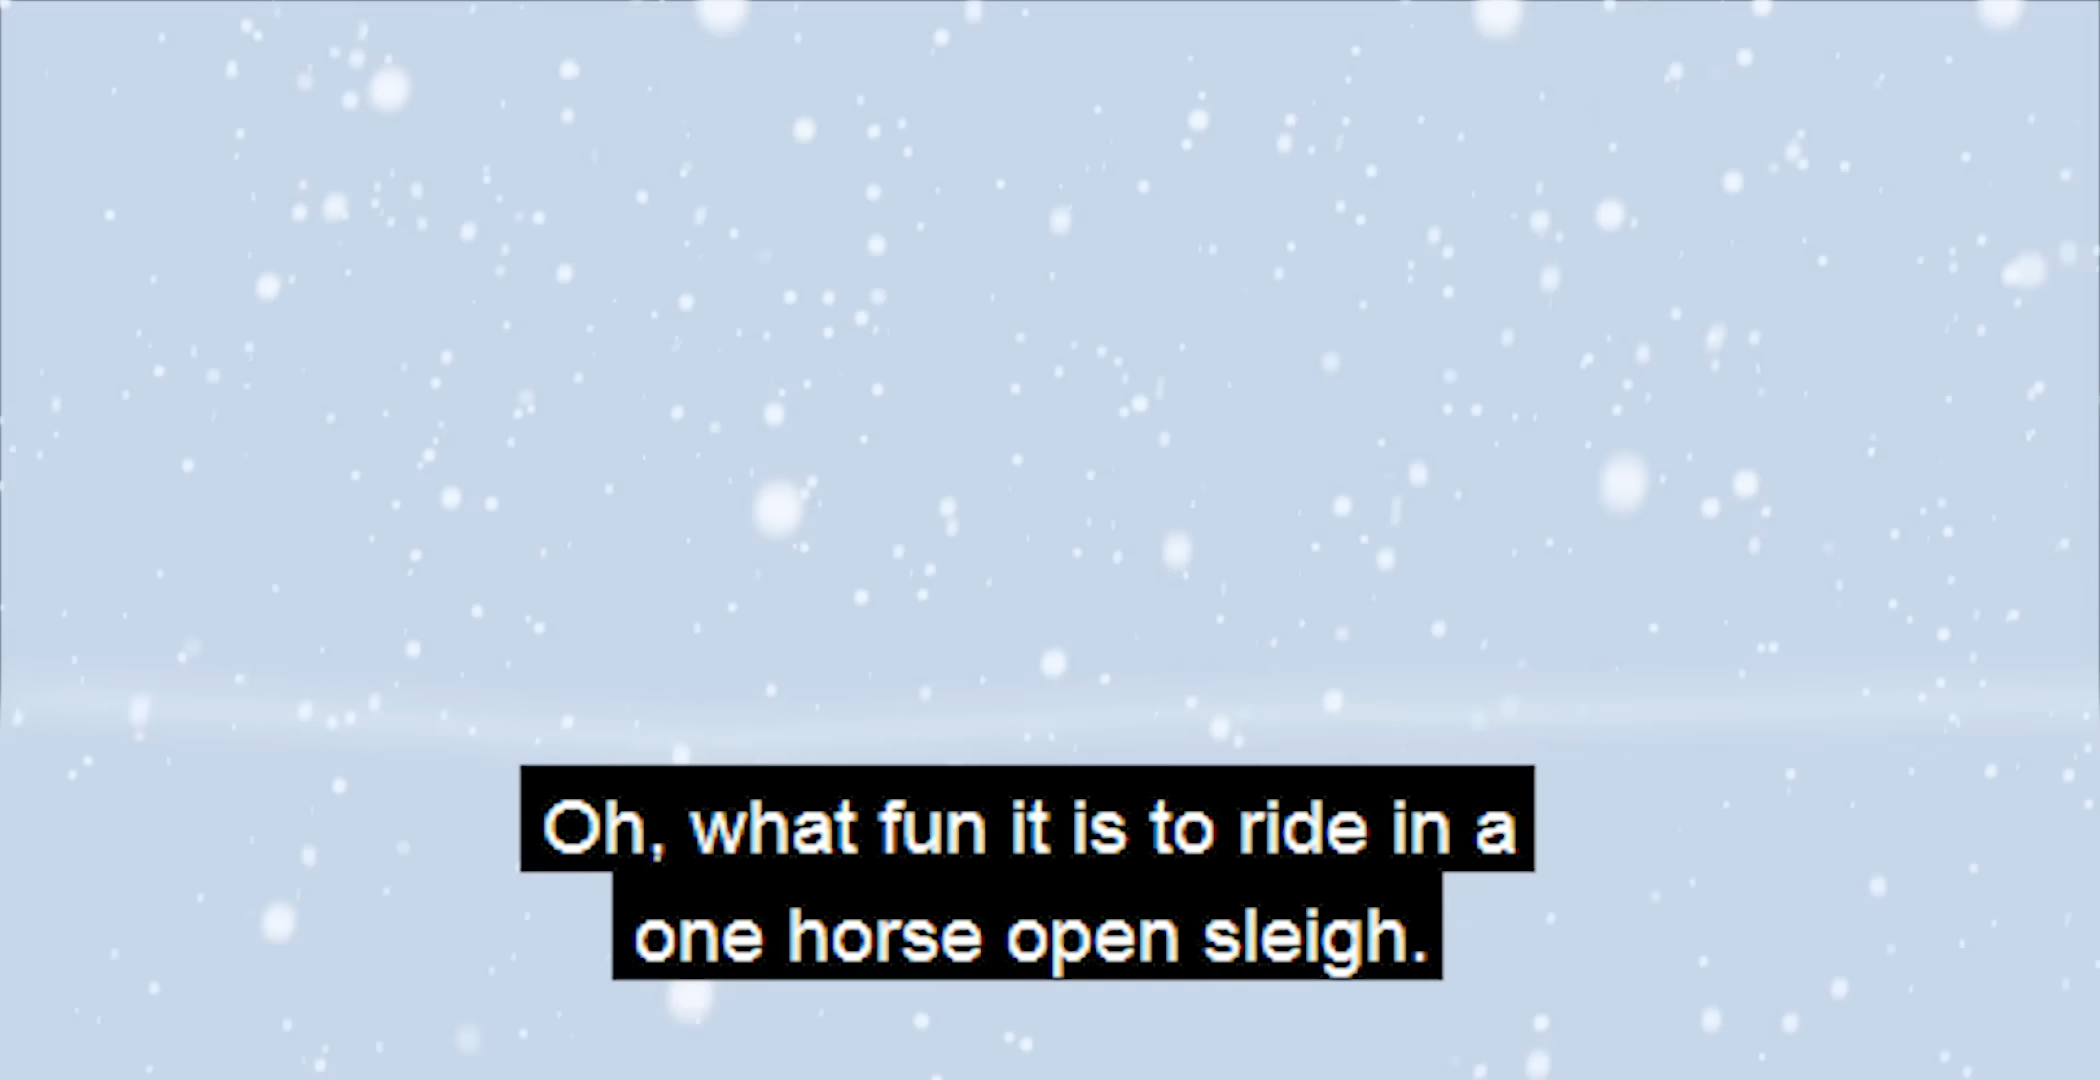 Oh, what fun it is to ride in a
one horse open sleigh.